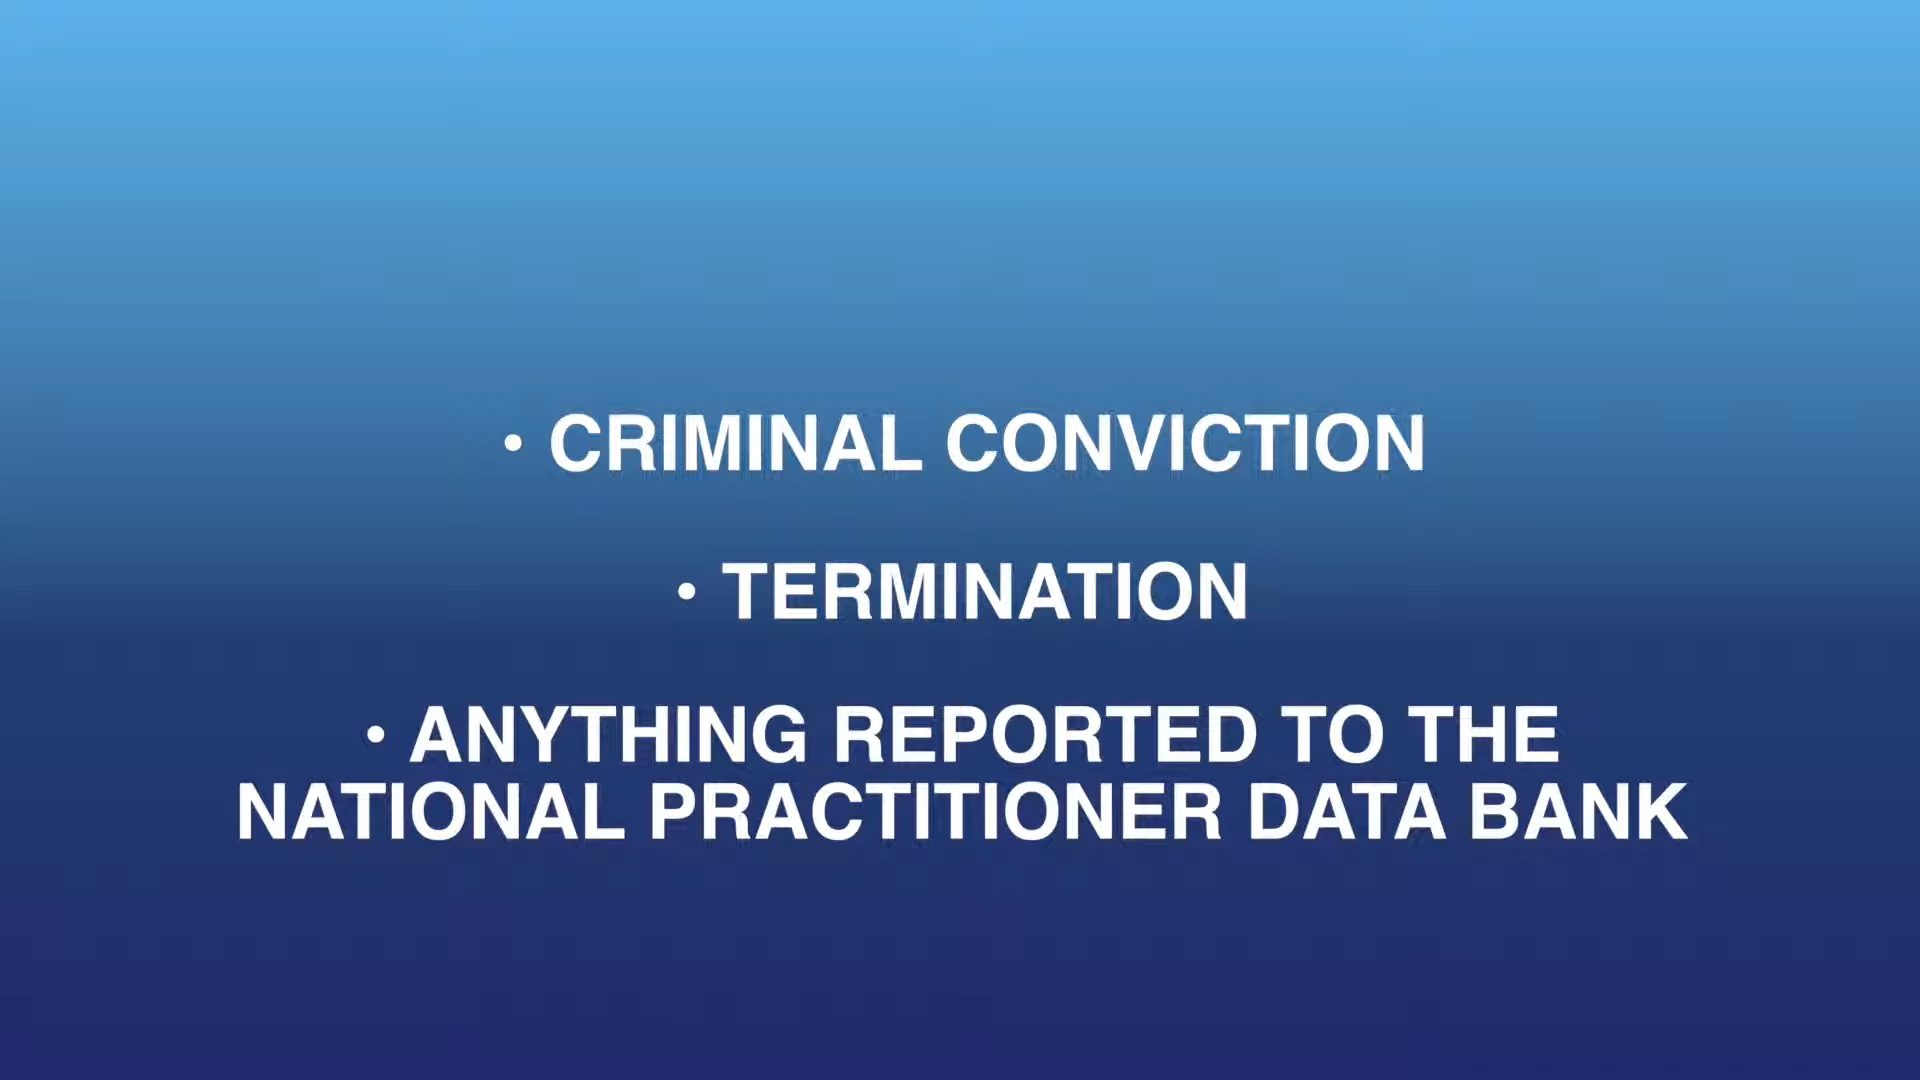 • CRIMINAL CONVICTION
• TERMINATION
• ANYTHING REPORTED TO THE
NATIONAL PRACTITIONER DATA BANK